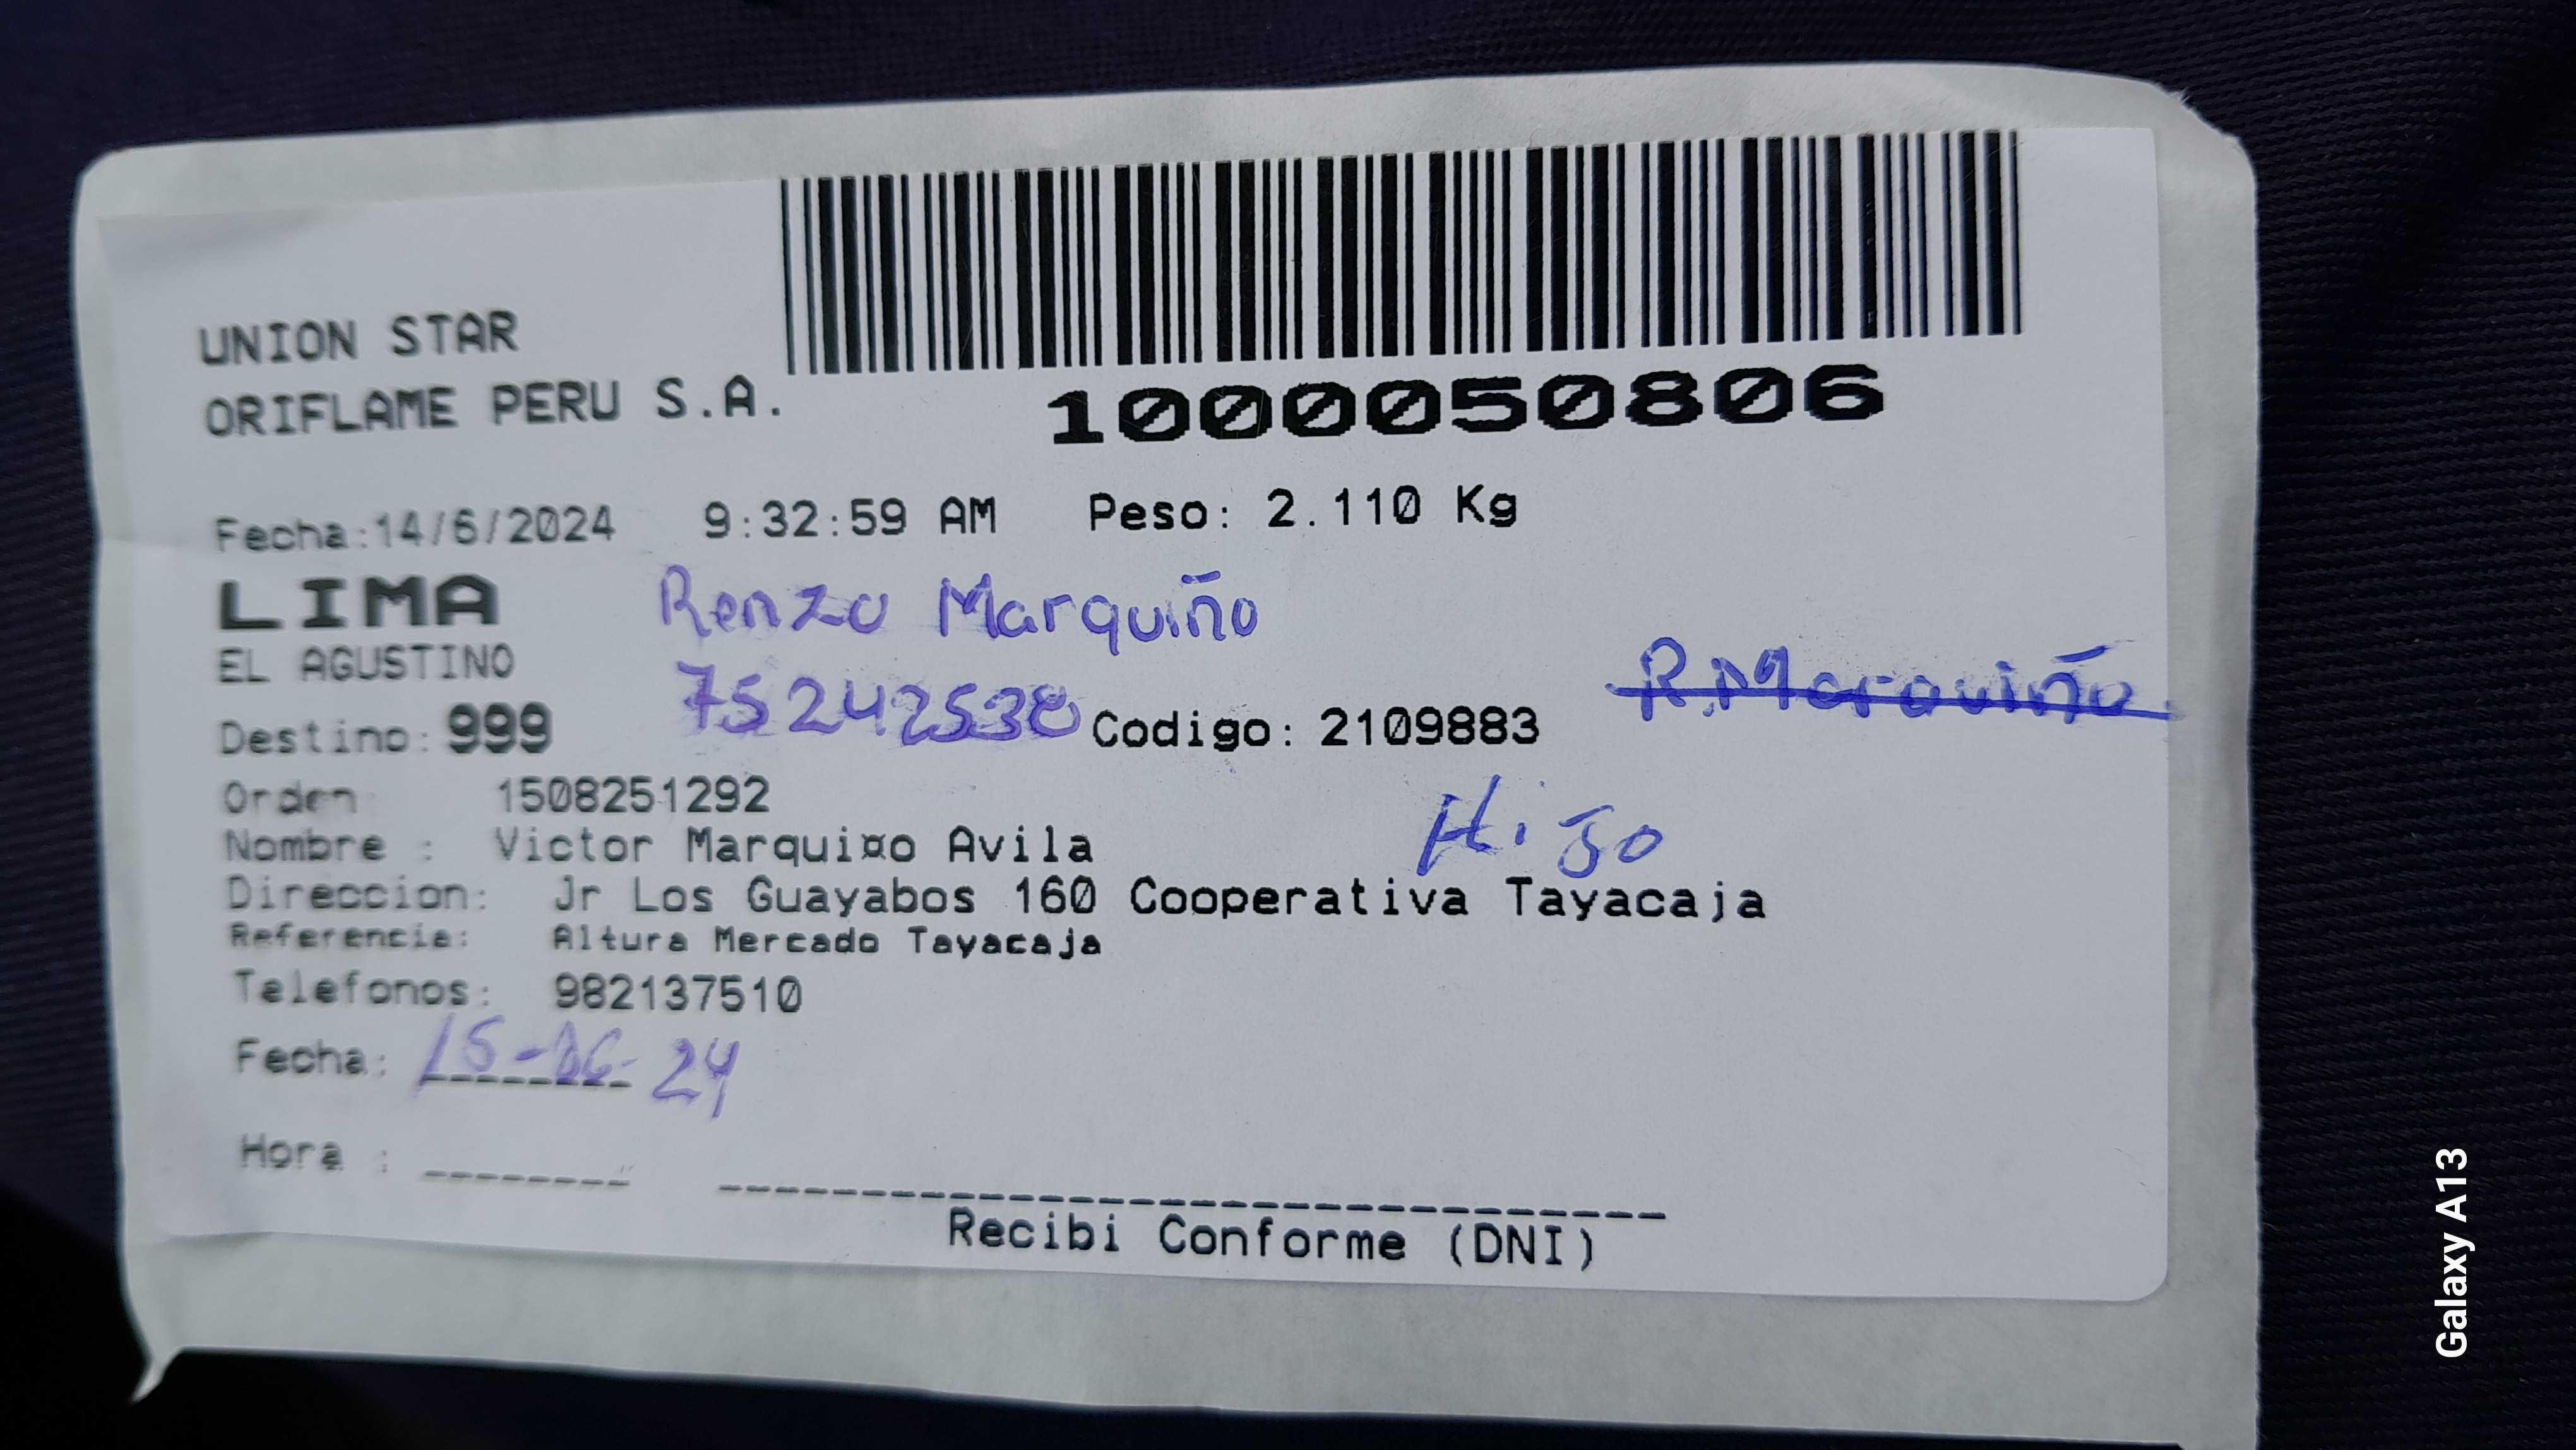 UNION STAR
ORIFLAME PERU S.A.
1000050806
Fecha:14/6/2024 9:32:59 AM Peso: 2.110 Kg
LIMA
Renzo Marquiño
EL AGUSTINO
R.Marquiño
75242538
Destino: 999 Codigo: 2109883
Orden 1508251292
Hijo
Nombre : Victor Marqui¤o Avila
Direccion: Jr Los Guayabos 160 Cooperativa Tayacaja
Referencia: Altura Mercado Tayacaja
Telefonos: 982137510
Fecha: 15-06-24
Hora :
Recibi Conforme (DNI)
Galaxy A13